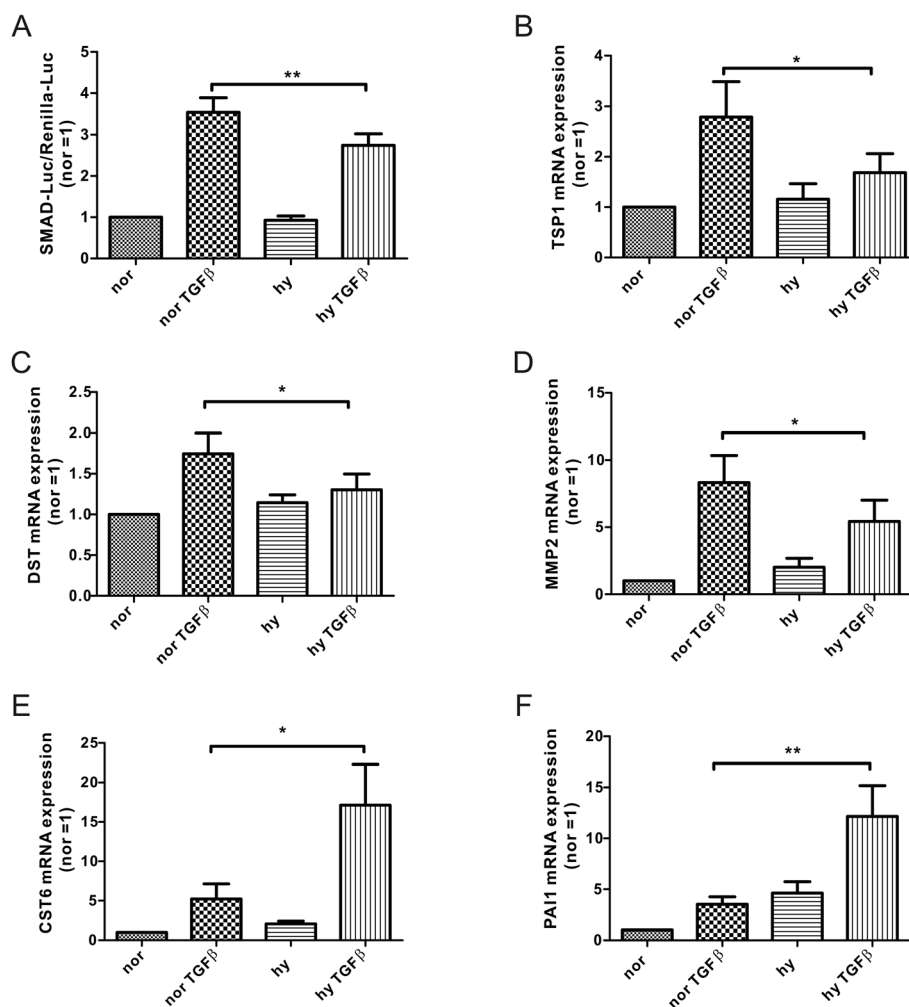 A
SMAD-Luc/Renilla-Luc
(nor =1)
5
4
3
2
1
0
**
nor
nor TGFβ
hy
hy TGFβ
B
TSP1 mRNA expression
(nor =1)
4
3
2
1
0
*
nor
nor TGFβ
hy
hy TGFβ
C
DST mRNA expression
(nor =1)
2.5
2.0
1.5
1.0
0.5
0.0
*
nor
nor TGFβ
hy
hy TGFβ
D
MMP2 mRNA expression
(nor =1)
15
10
5
0
*
nor
nor TGFβ
hy
hy TGFβ
E
CST6 mRNA expression
(nor =1)
25
20
15
10
5
0
*
nor
nor TGFβ
hy
hy TGFβ
F
PAI1 mRNA expression
(nor =1)
20
15
10
5
0
**
nor
nor TGFβ
hy
hy TGFβ